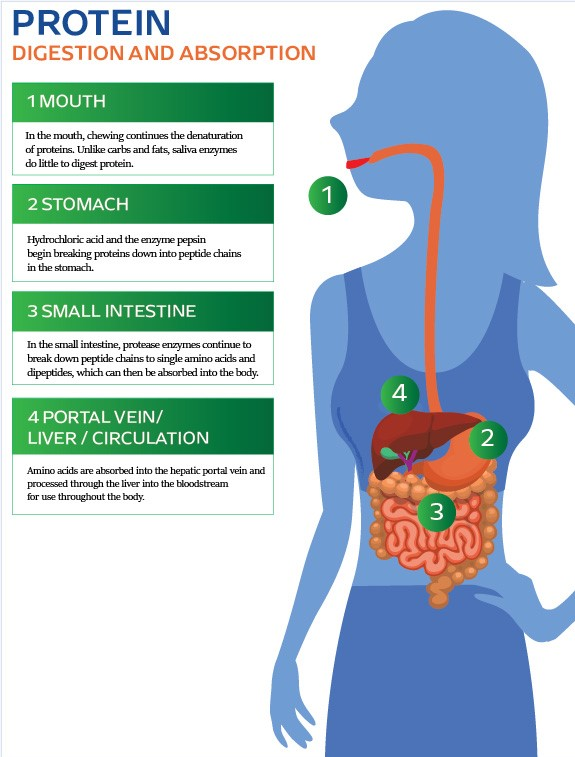 PROTEIN
DIGESTION AND ABSORPTION
1 MOUTH
In the mouth, chewing continues the denaturation
of proteins. Unlike carbs and fats, saliva enzymes
do little to digest protein.
2 STOMACH
Hydrochloric acid and the enzyme pepsin
begin breaking proteins down into peptide chains
in the stomach.
3 SMALL INTESTINE
In the small intestine, protease enzymes continue to
break down peptide chains to single amino acids and
dipeptides, which can then be absorbed into the body.
4 PORTAL VEIN/
LIVER / CIRCULATION
Amino acids are absorbed into the hepatic portal vein and
processed through the liver into the bloodstream
for use throughout the body.
1
4
2
3